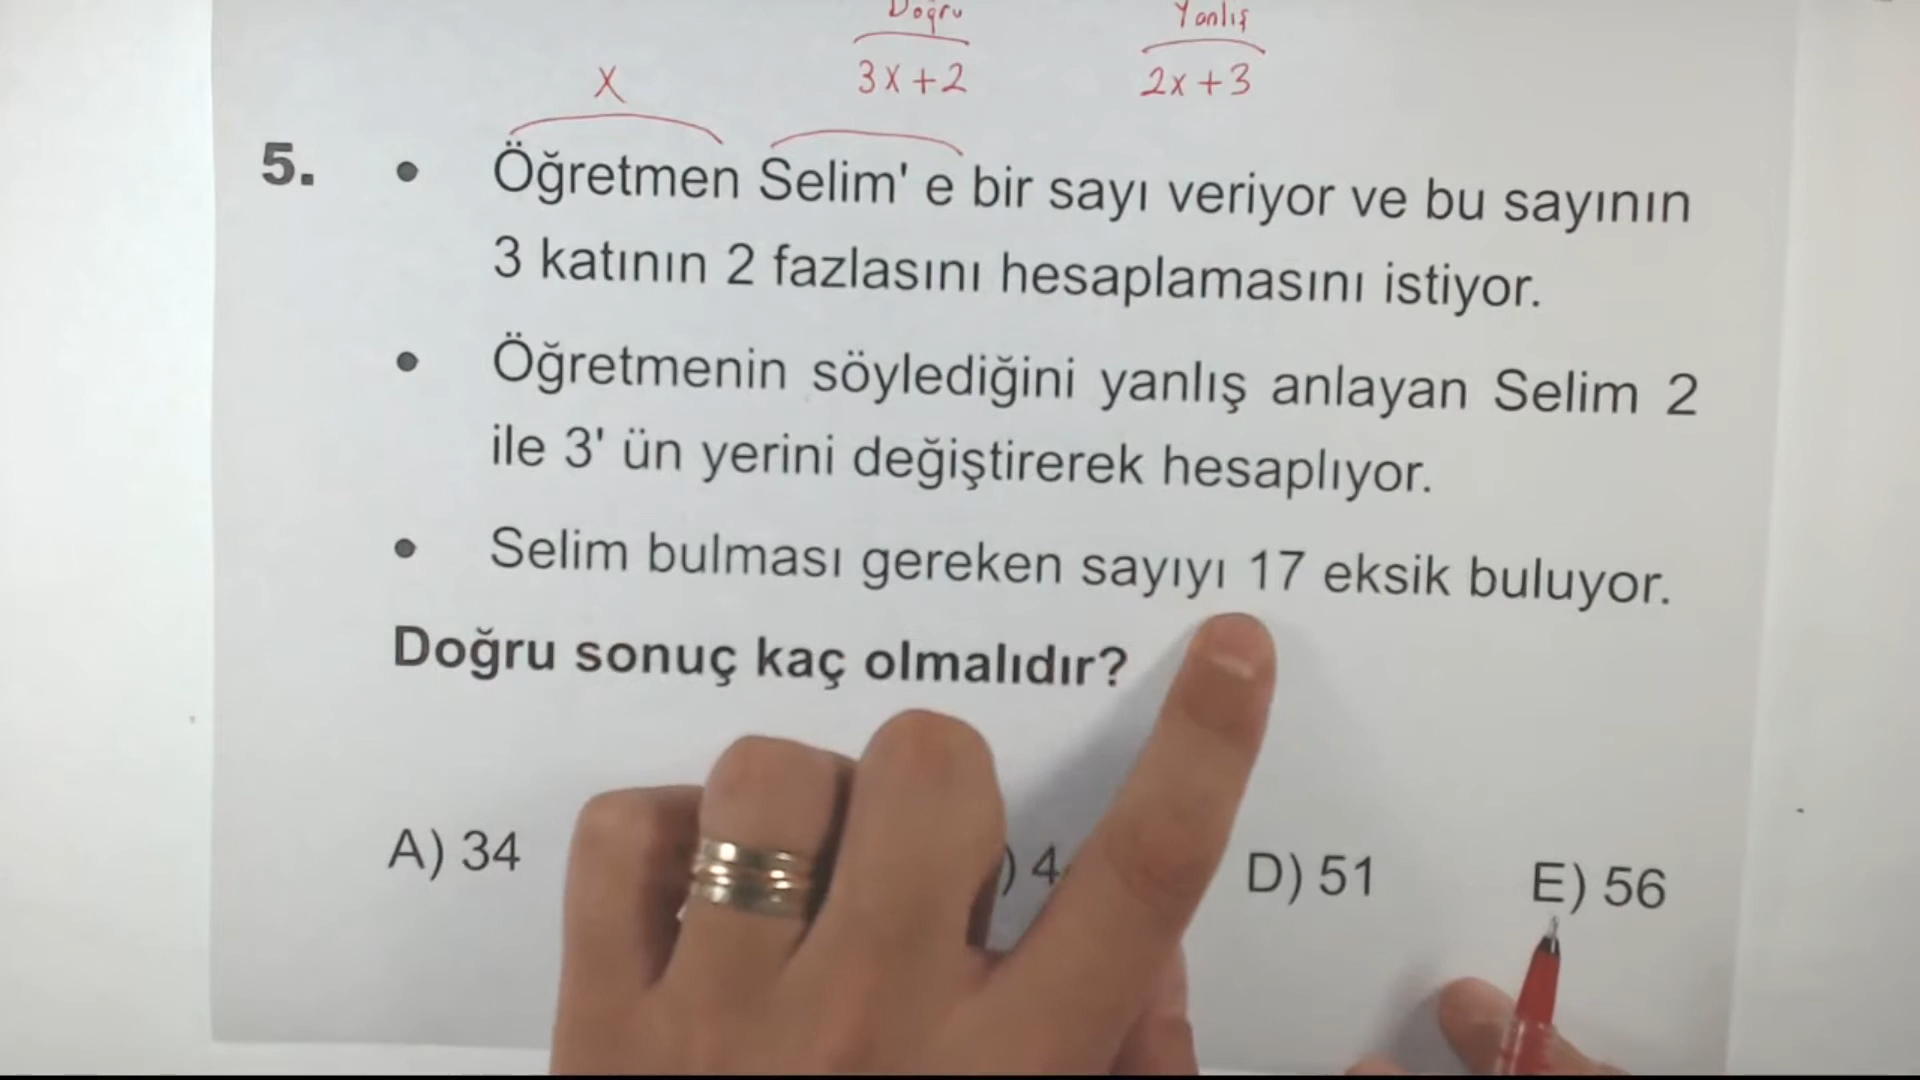 Doğru Yanlış
x 3x+2 2x+3
5. • Öğretmen Selim' e bir sayı veriyor ve bu sayının
3 katının 2 fazlasını hesaplamasını istiyor.
• Öğretmenin söylediğini yanlış anlayan Selim 2
ile 3' ün yerini değiştirerek hesaplıyor.
• Selim bulması gereken sayıyı 17 eksik buluyor.
Doğru sonuç kaç olmalıdır?
A) 34 D) 51 E) 56